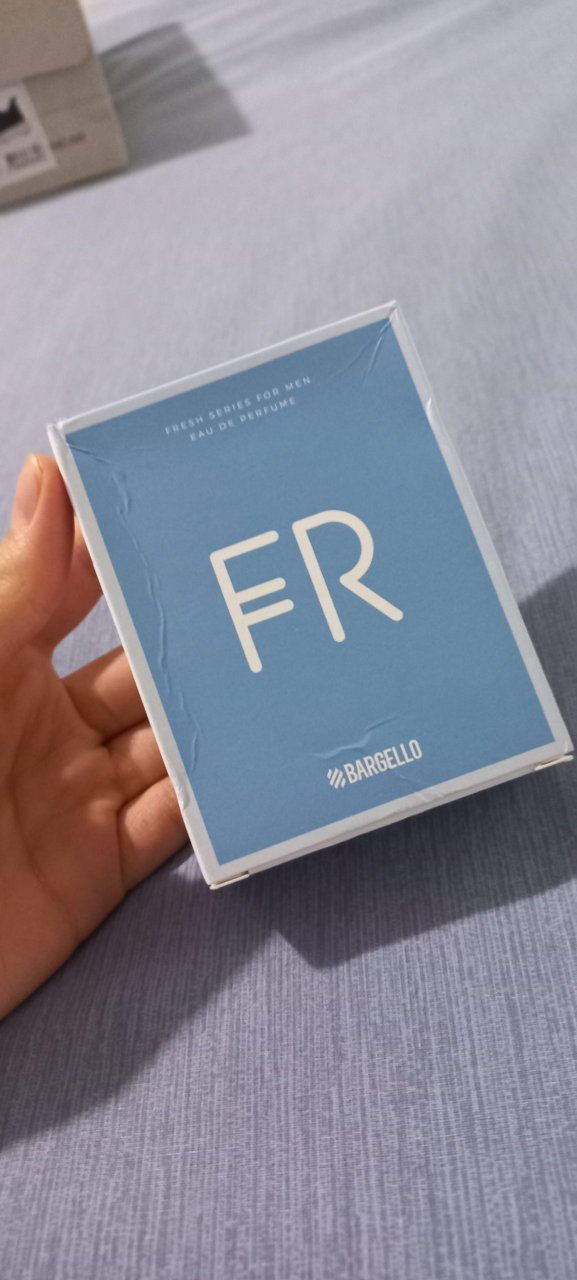 FRESH SERIES FOR MEN
EAU DE PERFUME
FR
BARGELLO